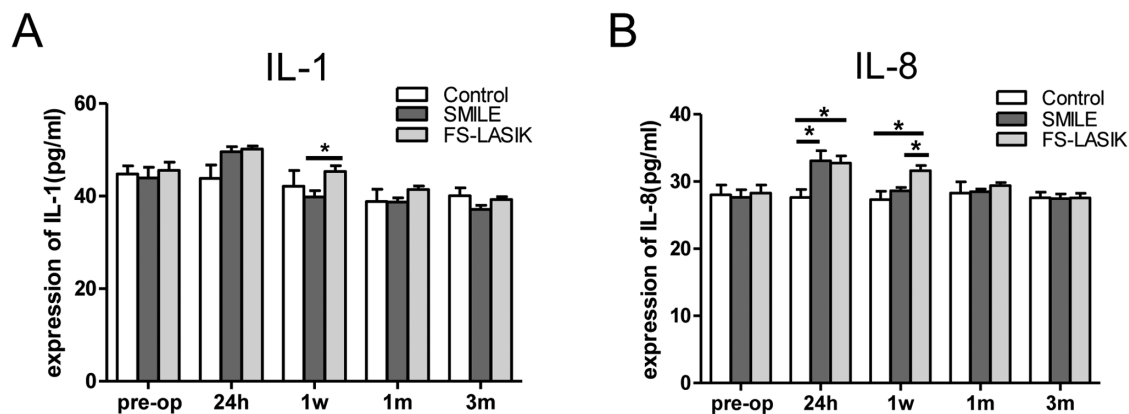 A
IL-1
Control
SMILE
FS-LASIK
expression of IL-1(pg/ml)
60
40
20
0
*
pre-op 24h 1w 1m 3m
B
IL-8
Control
SMILE
FS-LASIK
expression of IL-8(pg/ml)
40
30
20
10
0
*
*
*
*
pre-op 24h 1w 1m 3m